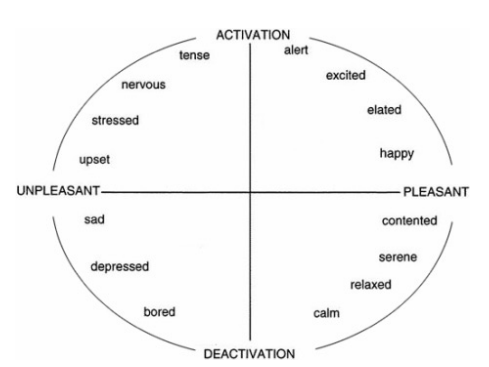 ACTIVATION
tense
alert
nervous
excited
stressed
elated
upset
happy
UNPLEASANT
PLEASANT
sad
contented
depressed
serene
relaxed
bored
calm
DEACTIVATION